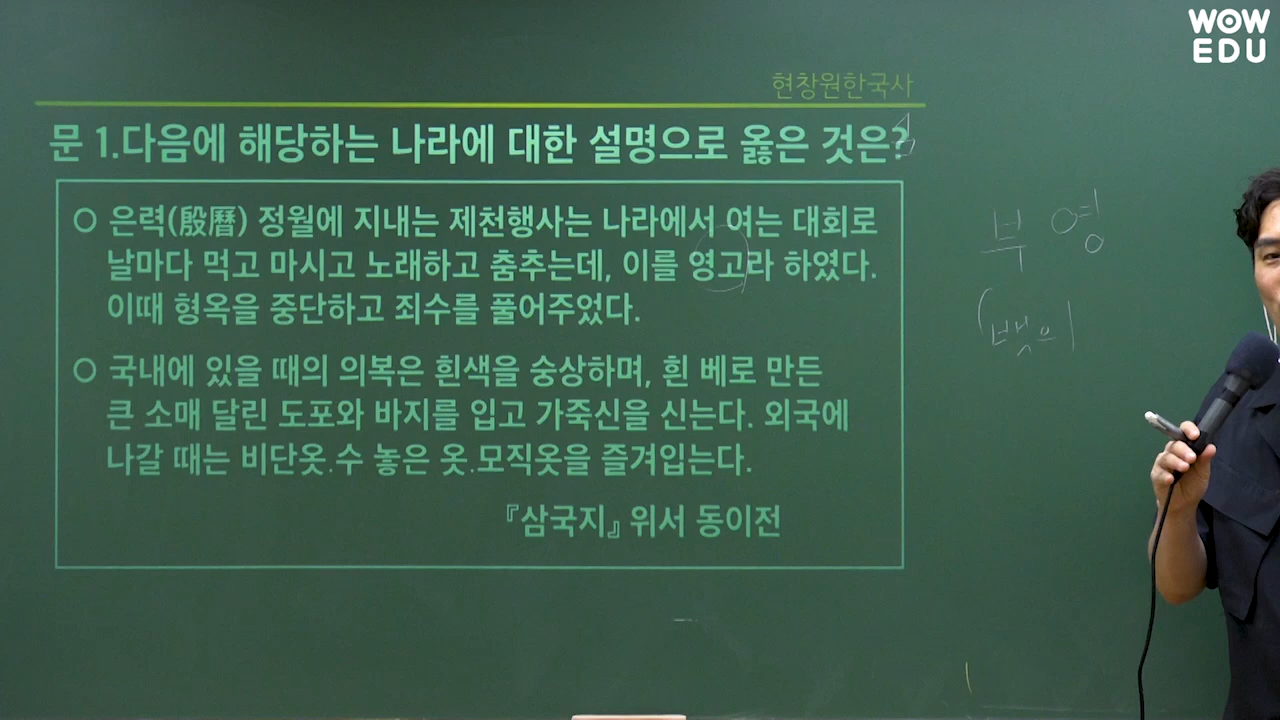 WOW
EDU
현창원한국사
문 1.다음에 해당하는 나라에 대한 설명으로 옳은 것은?
○ 은력(殷曆) 정월에 지내는 제천행사는 나라에서 여는 대회로
날마다 먹고 마시고 노래하고 춤추는데, 이를 영고라 하였다.
이때 형옥을 중단하고 죄수를 풀어주었다.
○ 국내에 있을 때의 의복은 흰색을 숭상하며, 흰 베로 만든
큰 소매 달린 도포와 바지를 입고 가죽신을 신는다. 외국에
나갈 때는 비단옷.수 놓은 옷.모직옷을 즐겨입는다.
『삼국지』 위서 동이전
부 영
(백의